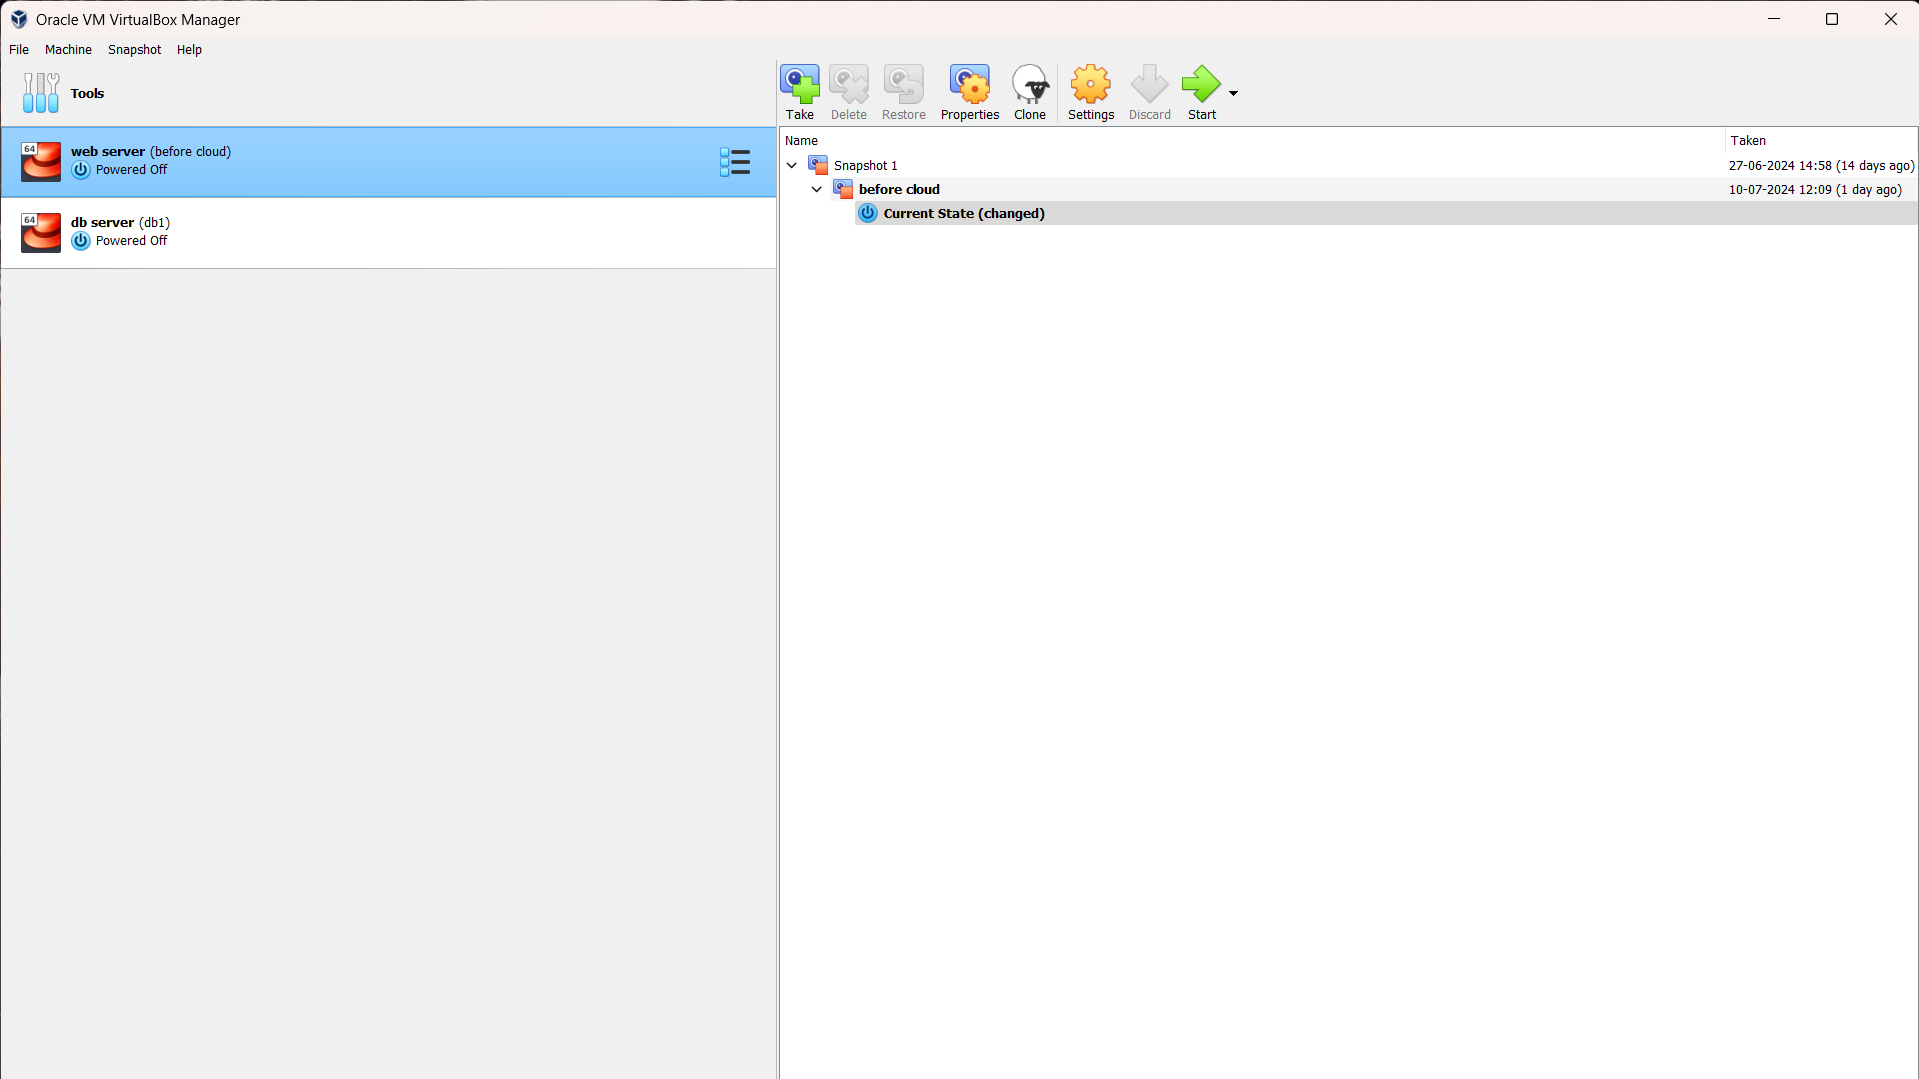 Oracle VM VirtualBox Manager
File Machine Snapshot Help
Tools
Take Delete Restore Properties Clone Settings Discard Start
64
web server (before cloud)
Powered Off
64
db server (db1)
Powered Off
Name Taken
Snapshot 1 27-06-2024 14:58 (14 days ago)
before cloud 10-07-2024 12:09 (1 day ago)
Current State (changed)